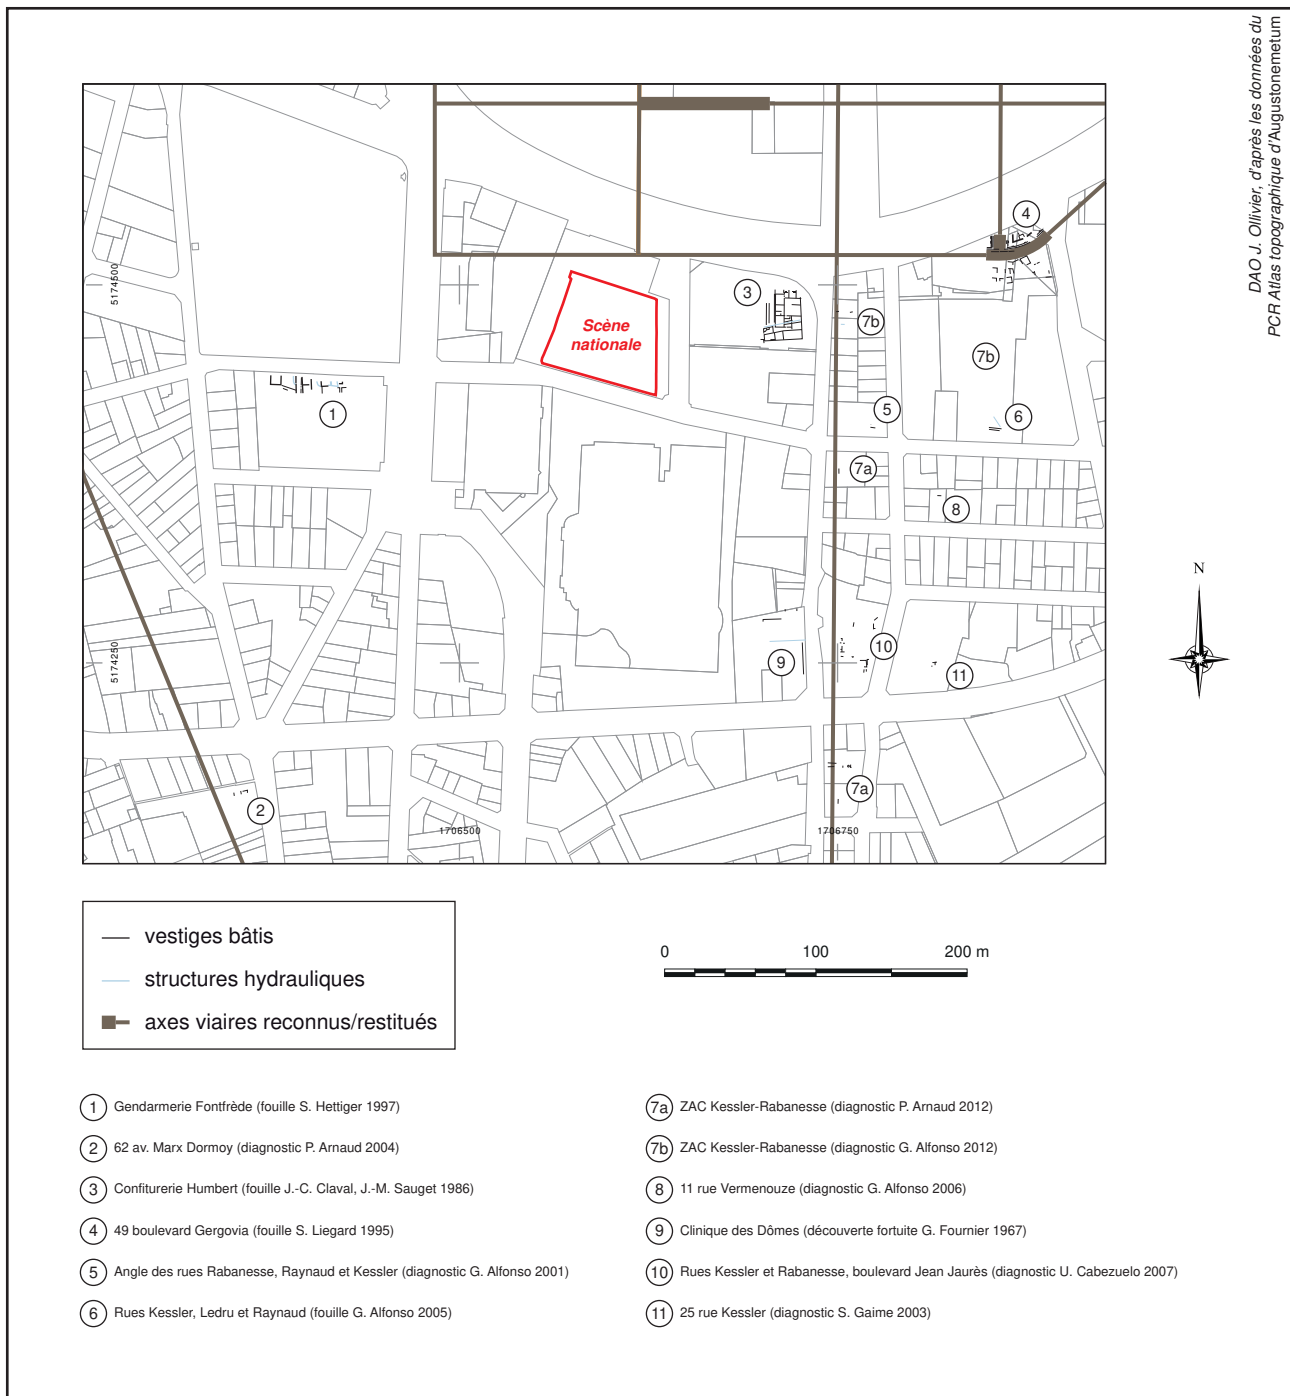 DAO J. Ollivier, d'après les données du
PCR Atlas topographique d'Augustonemetum
4
3
Scène
nationale
7b
7b
5174500
1
5
6
7a
8
N
5174250
9
10
11
2
7a
1706500
1706750
vestiges bâtis
structures hydrauliques
axes viaires reconnus/restitués
0 100 200 m
1 Gendarmerie Fontfrède (fouille S. Hettiger 1997)
2 62 av. Marx Dormoy (diagnostic P. Arnaud 2004)
3 Confiturerie Humbert (fouille J.-C. Claval, J.-M. Sauget 1986)
4 49 boulevard Gergovia (fouille S. Liegard 1995)
5 Angle des rues Rabanesse, Raynaud et Kessler (diagnostic G. Alfonso 2001)
6 Rues Kessler, Ledru et Raynaud (fouille G. Alfonso 2005)
7a ZAC Kessler-Rabanesse (diagnostic P. Arnaud 2012)
7b ZAC Kessler-Rabanesse (diagnostic G. Alfonso 2012)
8 11 rue Vermenouze (diagnostic G. Alfonso 2006)
9 Clinique des Dômes (découverte fortuite G. Fournier 1967)
10 Rues Kessler et Rabanesse, boulevard Jean Jaurès (diagnostic U. Cabezuelo 2007)
11 25 rue Kessler (diagnostic S. Gaime 2003)